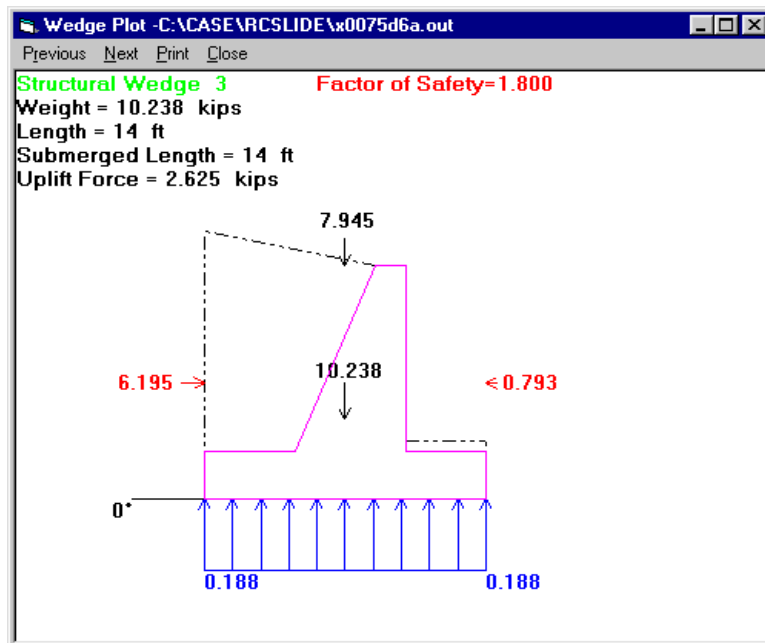 Wedge Plot -C:\CASE\RCSLIDE\x0075d6a.out
Previous Next Print Close
Structural Wedge 3 Factor of Safety=1.800
Weight = 10.238 kips
Length = 14 ft
Submerged Length = 14 ft
Uplift Force = 2.625 kips
7.945
10.238
6.195
0.793
0°
0.188 0.188